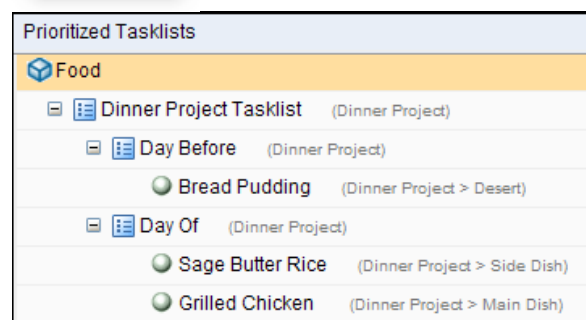 Prioritized Tasklists
Food
Dinner Project Tasklist (Dinner Project)
Day Before (Dinner Project)
Bread Pudding (Dinner Project > Desert)
Day Of (Dinner Project)
Sage Butter Rice (Dinner Project > Side Dish)
Grilled Chicken (Dinner Project > Main Dish)